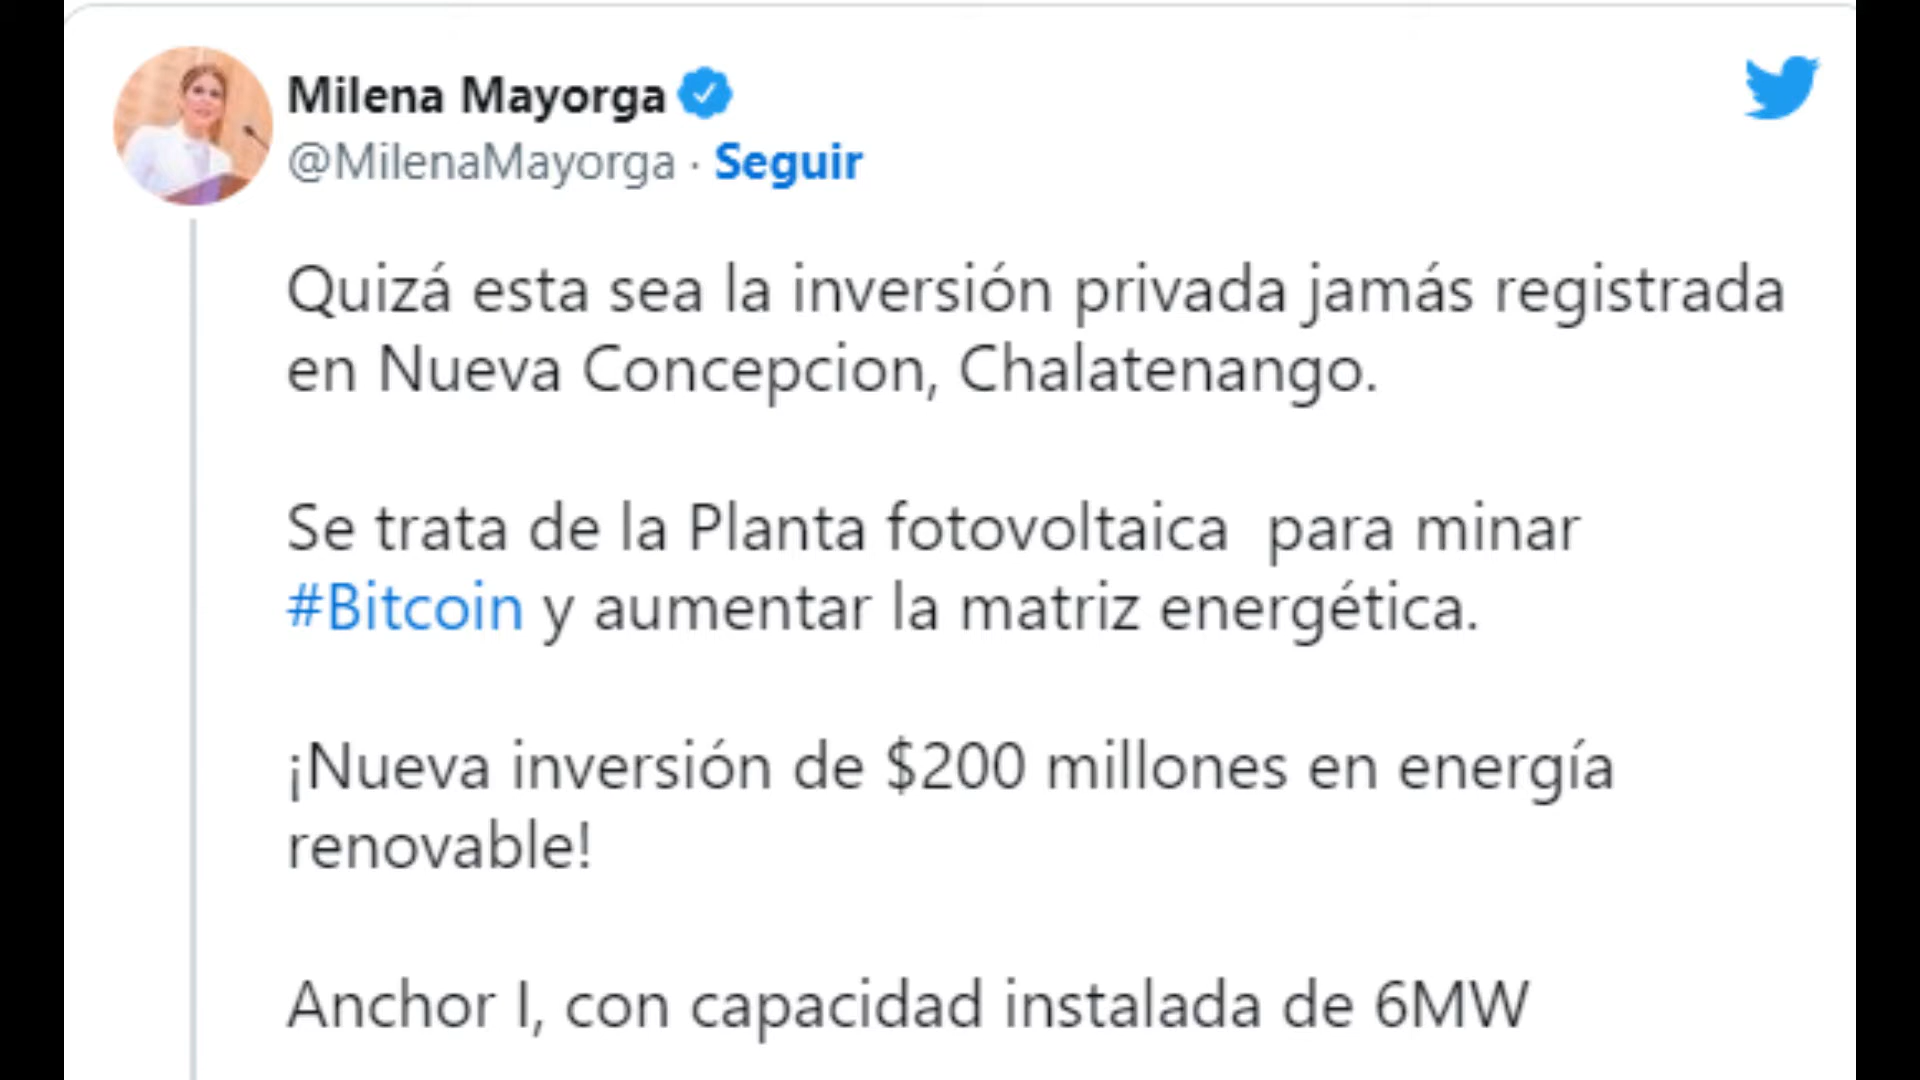 Milena Mayorga
@MilenaMayorga · Seguir
Quizá esta sea la inversión privada jamás registrada
en Nueva Concepcion, Chalatenango.
Se trata de la Planta fotovoltaica  para minar
#Bitcoin y aumentar la matriz energética.
¡Nueva inversión de $200 millones en energía
renovable!
Anchor I, con capacidad instalada de 6MW